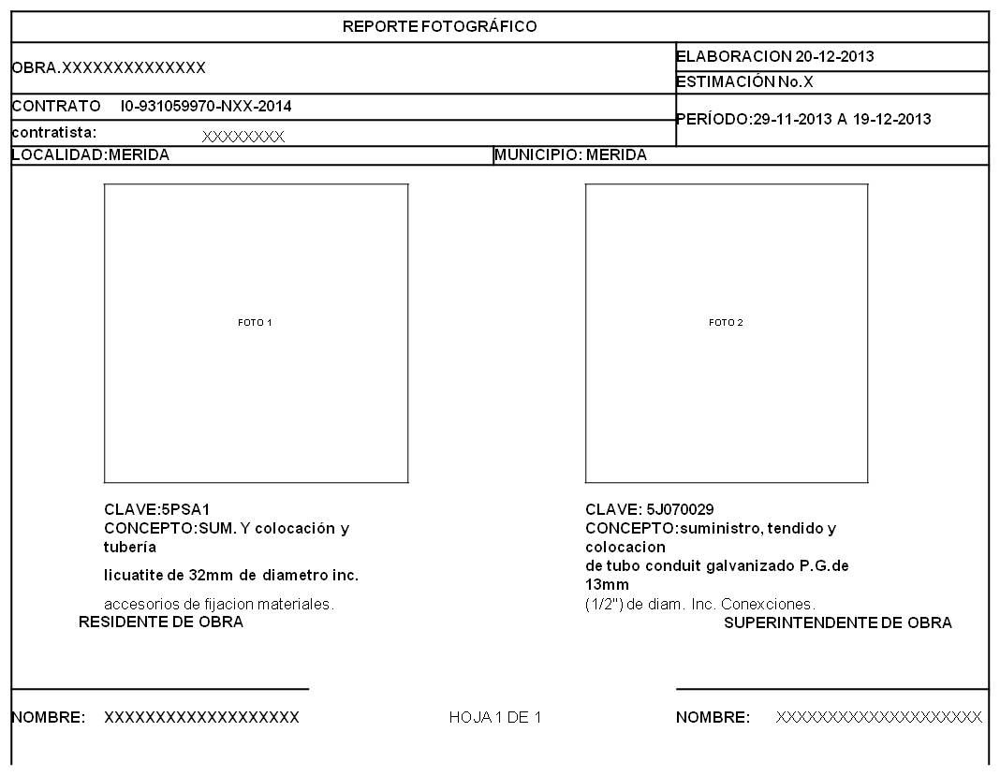 REPORTE FOTOGRÁFICO
OBRA.XXXXXXXXXXXXXX
ELABORACION 20-12-2013
ESTIMACIÓN No.X
CONTRATO I0-931059970-NXX-2014
PERÍODO:29-11-2013 A 19-12-2013
contratista: XXXXXXXX
LOCALIDAD:MERIDA
MUNICIPIO: MERIDA
FOTO 1
FOTO 2
CLAVE:5PSA1
CONCEPTO:SUM. Y colocación y
tubería
licuatite de 32mm de diametro inc.
accesorios de fijacion materiales.
CLAVE: 5J070029
CONCEPTO:suministro, tendido y
colocacion
de tubo conduit galvanizado P.G.de
13mm
(1/2") de diam. Inc. Conexciones.
RESIDENTE DE OBRA
SUPERINTENDENTE DE OBRA
NOMBRE: XXXXXXXXXXXXXXXXXXX
HOJA 1 DE 1
NOMBRE: XXXXXXXXXXXXXXXXXXXX